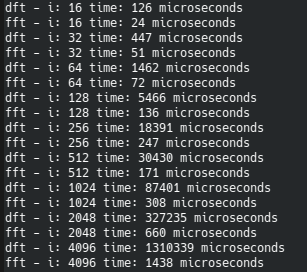 dft - i: 16 time: 126 microseconds
fft - i: 16 time: 24 microseconds
dft - i: 32 time: 447 microseconds
fft - i: 32 time: 51 microseconds
dft - i: 64 time: 1462 microseconds
fft - i: 64 time: 72 microseconds
dft - i: 128 time: 5466 microseconds
fft - i: 128 time: 136 microseconds
dft - i: 256 time: 18391 microseconds
fft - i: 256 time: 247 microseconds
dft - i: 512 time: 30430 microseconds
fft - i: 512 time: 171 microseconds
dft - i: 1024 time: 87401 microseconds
fft - i: 1024 time: 308 microseconds
dft - i: 2048 time: 327235 microseconds
fft - i: 2048 time: 660 microseconds
dft - i: 4096 time: 1310339 microseconds
fft - i: 4096 time: 1438 microseconds